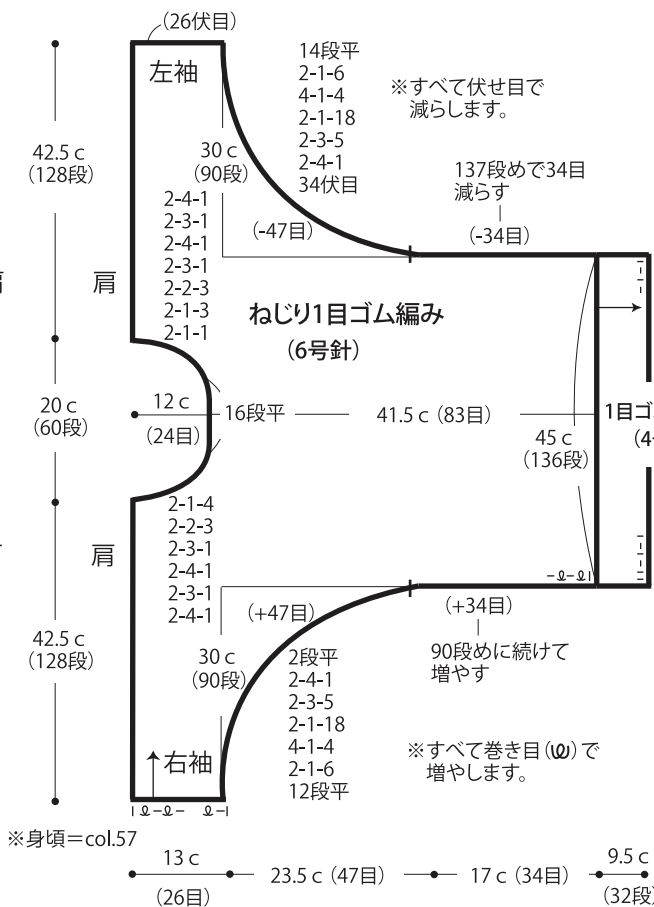 (26伏目)
左袖
14段平
2-1-6
4-1-4
2-1-18
2-3-5
2-4-1
34伏目
※すべて伏せ目で
減らします。
42.5 c
(128段)
30 c
(90段)
(-47目)
137段めで34目
減らす
(-34目)
2-4-1
2-3-1
2-4-1
2-3-1
2-2-3
2-1-3
2-1-1
肩
ねじり1目ゴム編み
(6号針)
20 c
(60段)
12 c
(24目)
16段平
41.5 c (83目)
45 c
(136段)
1目ゴ
(4-
2-1-4
2-2-3
2-3-1
2-4-1
2-3-1
2-4-1
肩
42.5 c
(128段)
(+47目)
30 c
(90段)
2段平
2-4-1
2-3-5
2-1-18
4-1-4
2-1-6
12段平
(+34目)
90段めに続けて
増やす
※すべて巻き目()で
増やします。
右袖
※身頃=col.57
13 c
(26目)
23.5 c (47目)
17 c (34目)
9.5 c
(32段)